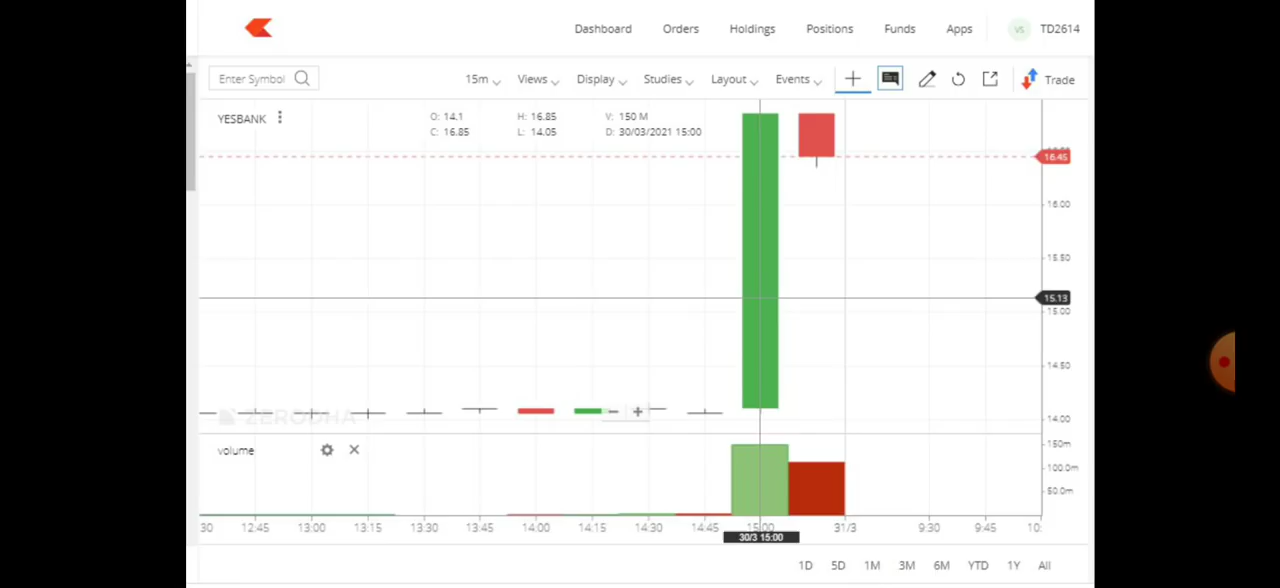 Dashboard Orders Holdings Positions Funds Apps VS TD2614
Enter Symbol 15m Views Display Studies Layout Events Trade
YESBANK O: 14.1 H: 16.85 V: 150 M
C: 16.85 L: 14.05 D: 30/03/2021 15:00
16.45
16.00
15.50
15.13
15.00
14.50
ZERODHA 14.00
volume 150m
100.0m
50.0m
30 12:45 13:00 13:15 13:30 13:45 14:00 14:15 14:30 14:45 15:00 31/3 9:30 9:45 10:
30/3 15:00
1D 5D 1M 3M 6M YTD 1Y All